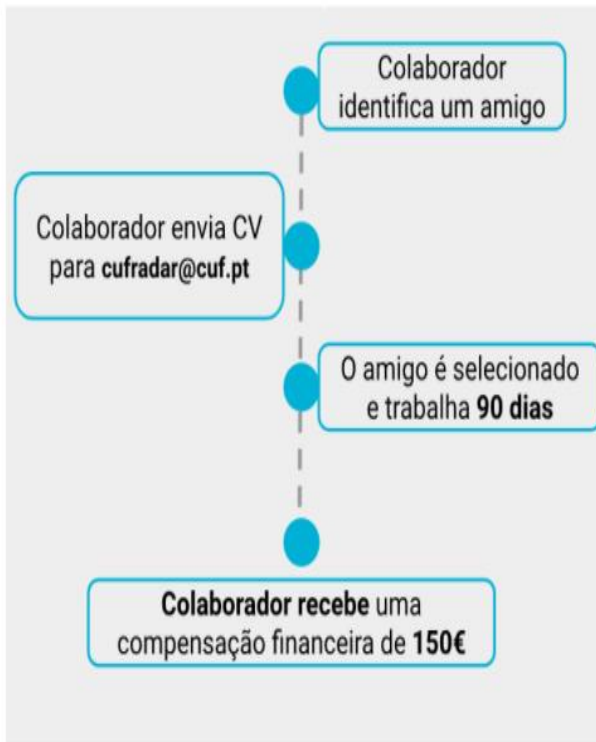 Colaborador
identifica um amigo
Colaborador envia CV
para cufradar@cuf.pt
O amigo é selecionado
e trabalha 90 dias
Colaborador recebe uma
compensação financeira de 150€